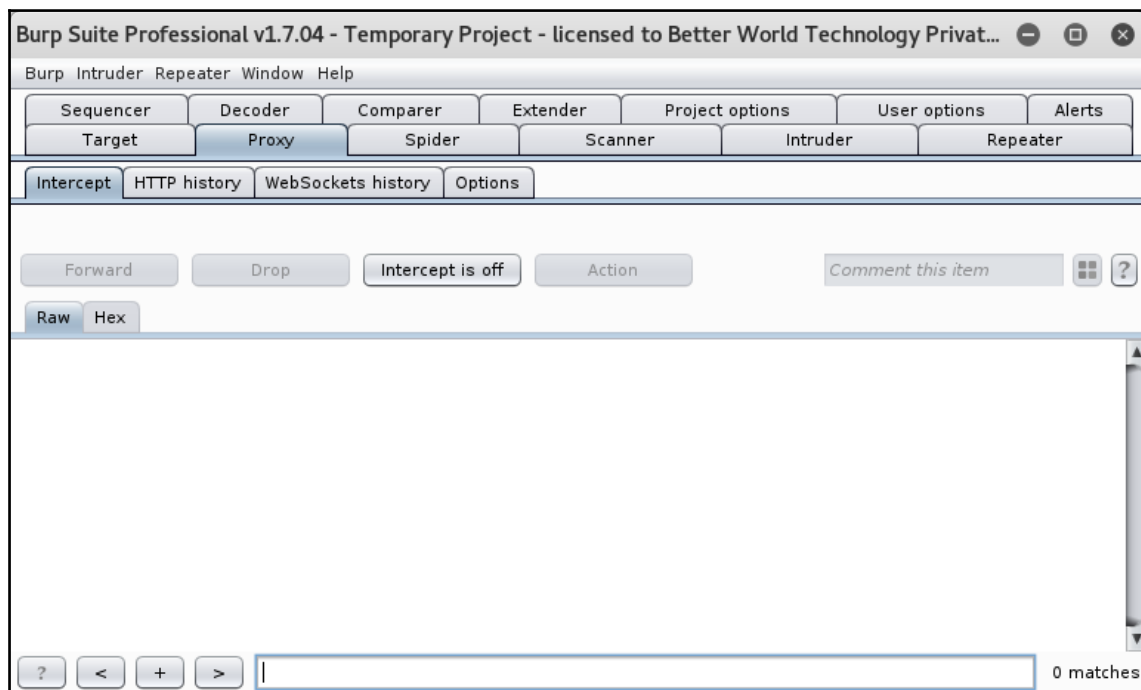 Burp Suite Professional v1.7.04 - Temporary Project - licensed to Better World Technology Privat...
Burp Intruder Repeater Window Help
Sequencer Decoder Comparer Extender Project options User options Alerts
Target Proxy Spider Scanner Intruder Repeater
Intercept HTTP history WebSockets history Options
Forward Drop Intercept is off Action Comment this item ?
Raw Hex
? < + > 0 matches